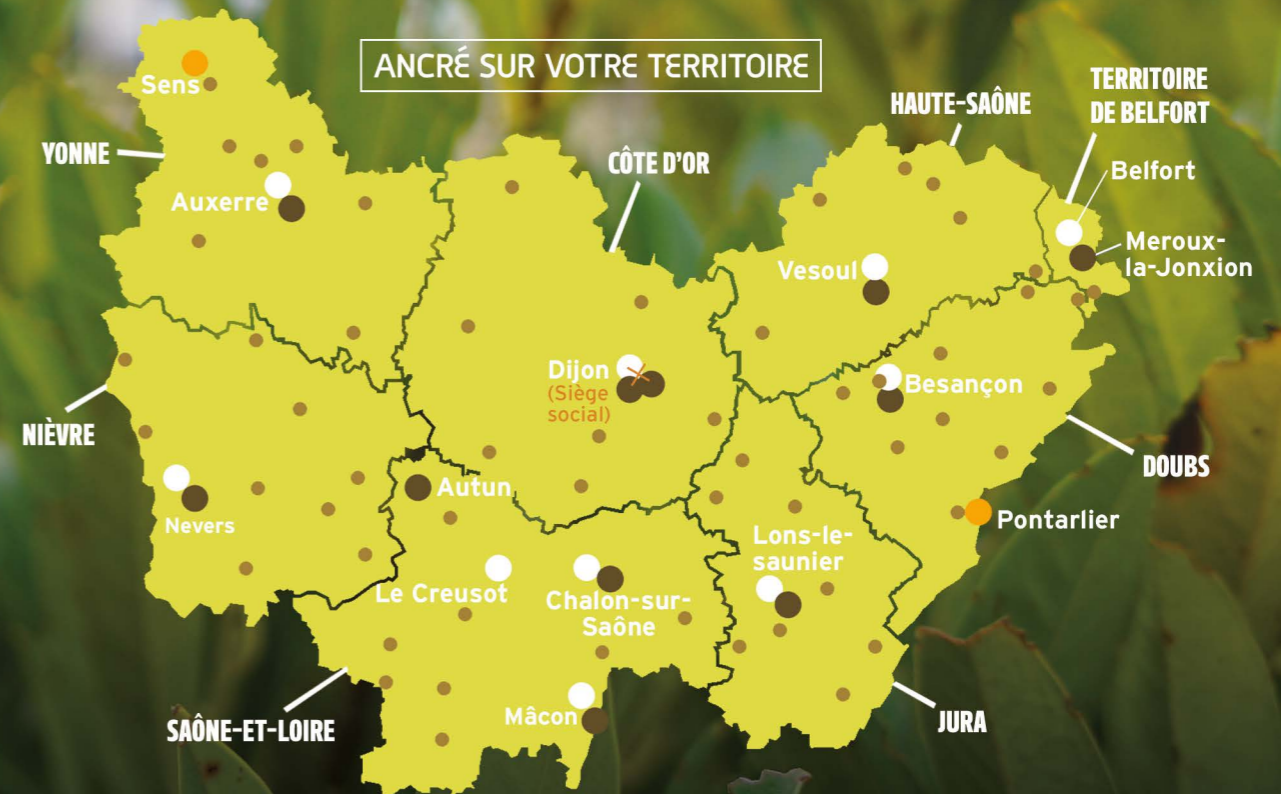 ANCRÉ SUR VOTRE TERRITOIRE
TERRITOIRE
DE BELFORT
HAUTE-SAÔNE
Sens
YONNE
CÔTE D'OR
Belfort
Auxerre
Meroux-
la-Jonxion
Vesoul
Dijon
(Siège
social)
Besançon
NIÈVRE
DOUBS
Autun
Nevers
Pontarlier
Lons-le-
saunier
Le Creusot
Chalon-sur-
Saône
Mâcon
SAÔNE-ET-LOIRE
JURA